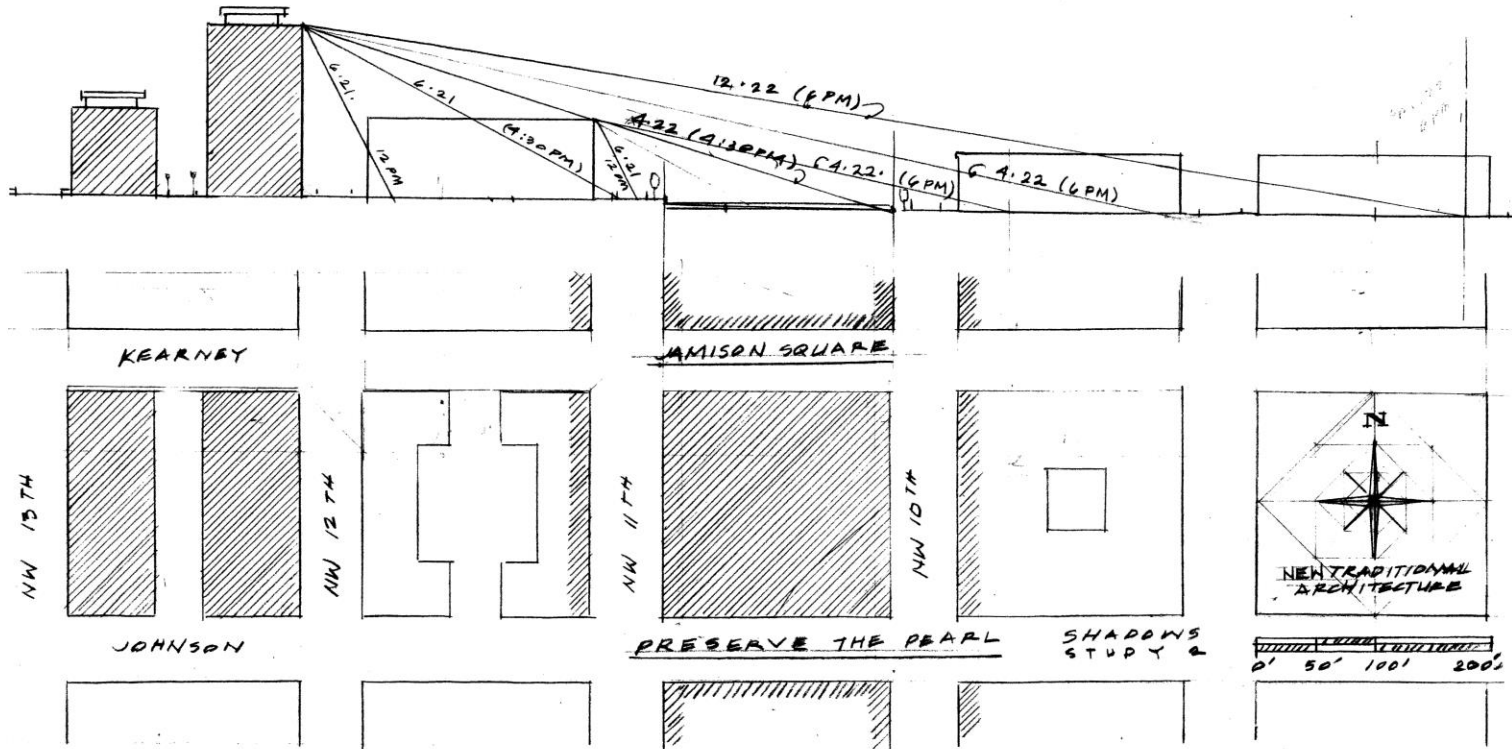 12.22 (6PM)
6.21.
6.21
4.22 (4:30PM)
4.22. (6PM)
4.22 (6PM)
(4:30PM)
12PM
6.21
12PM
KEARNEY
JAMISON SQUARE
NW 13TH
NW 12TH
NW 11TH
NW 10TH
N
NEW TRADITIONAL
ARCHITECTURE
JOHNSON
PRESERVE THE PEARL
SHADOWS
STUDY 2
0' 50' 100' 200'